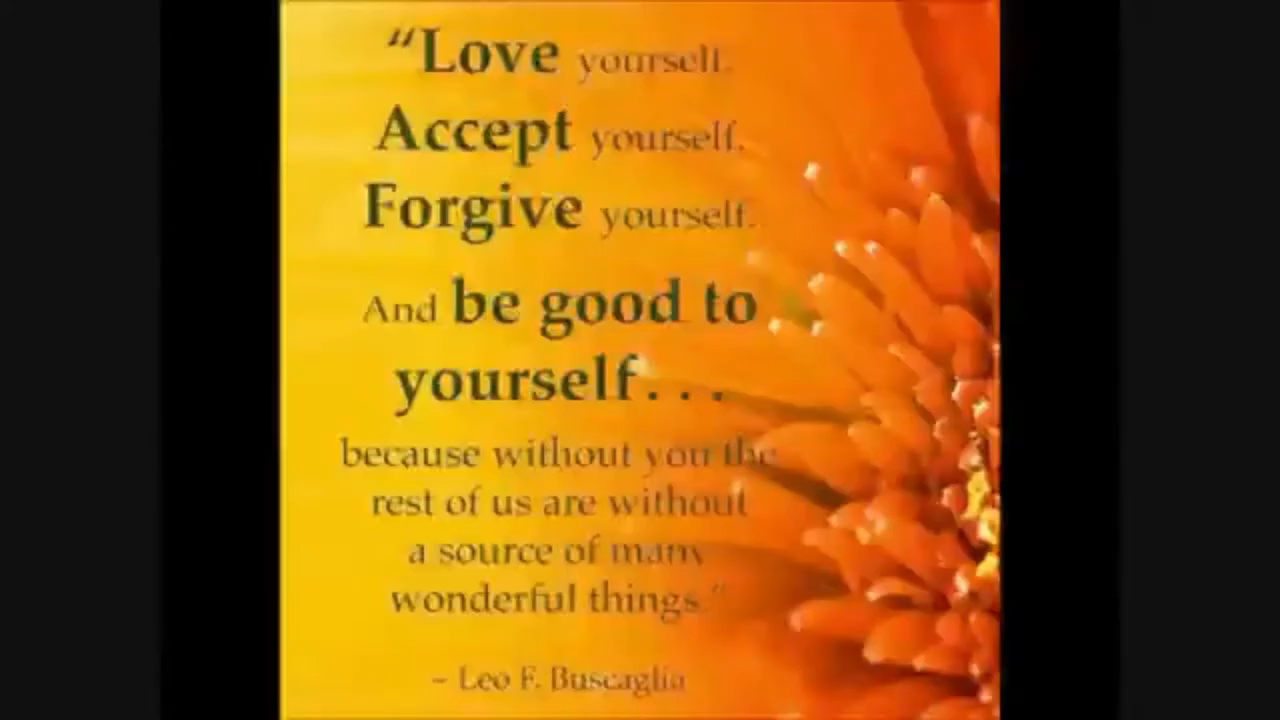 “Love yourself.
Accept yourself.
Forgive yourself.
And be good to
yourself. . .
because without you the
rest of us are without
a source of many
wonderful things.”
~ Leo F. Buscaglia